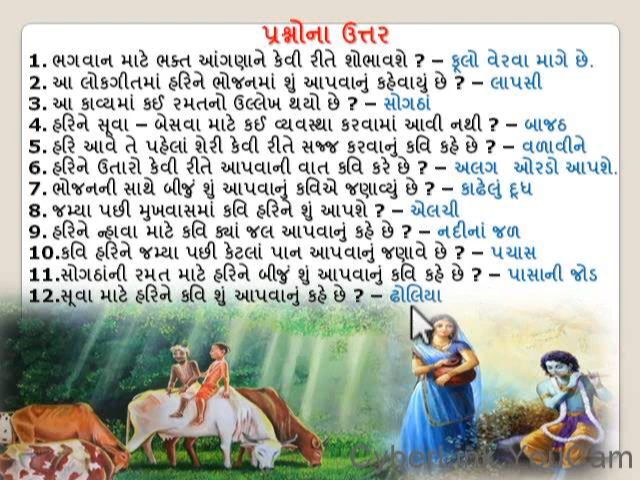 પ્રશ્નોના ઉત્તર
1. ભગવાન માટે ભક્ત આંગણાને કેવી રીતે શોભાવશે ? – ફૂલો વેરવા માગે છે.
2. આ લોકગીતમાં હરિને ભોજનમાં શું આપવાનું કહેવાયું છે ? – લાપસી
3. આ કાવ્યમાં કઈ રમતનો ઉલ્લેખ થયો છે ? – સોગઠાં
4. હરિને સૂવા – બેસવા માટે કઈ વ્યવસ્થા કરવામાં આવી નથી ? – બાજઠ
5. હરિ આવે તે પહેલાં શેરી કેવી રીતે સજ્જ કરવાનું કવિ કહે છે ? – વળાવીને
6. હરિને ઉતારો કેવી રીતે આપવાની વાત કવિ કરે છે ? – અલગ ઓરડો આપશે.
7. ભોજનની સાથે બીજું શું આપવાનું કવિએ જણાવ્યું છે ? – કાઢેલું દૂધ
8. જમ્યા પછી મુખવાસમાં કવિ હરિને શું આપશે ? – એલચી
9. હરિને ન્હાવા માટે કવિ ક્યાં જલ આપવાનું કહે છે ? – નદીનાં જળ
10.કવિ હરિને જમ્યા પછી કેટલાં પાન આપવાનું જણાવે છે ? – પચાસ
11.સોગઠાંની રમત માટે હરિને બીજું શું આપવાનું કવિ કહે છે ? – પાસાની જોડ
12.સૂવા માટે હરિને કવિ શું આપવાનું કહે છે ? – ઢોલિયા
CyberLink YouCam